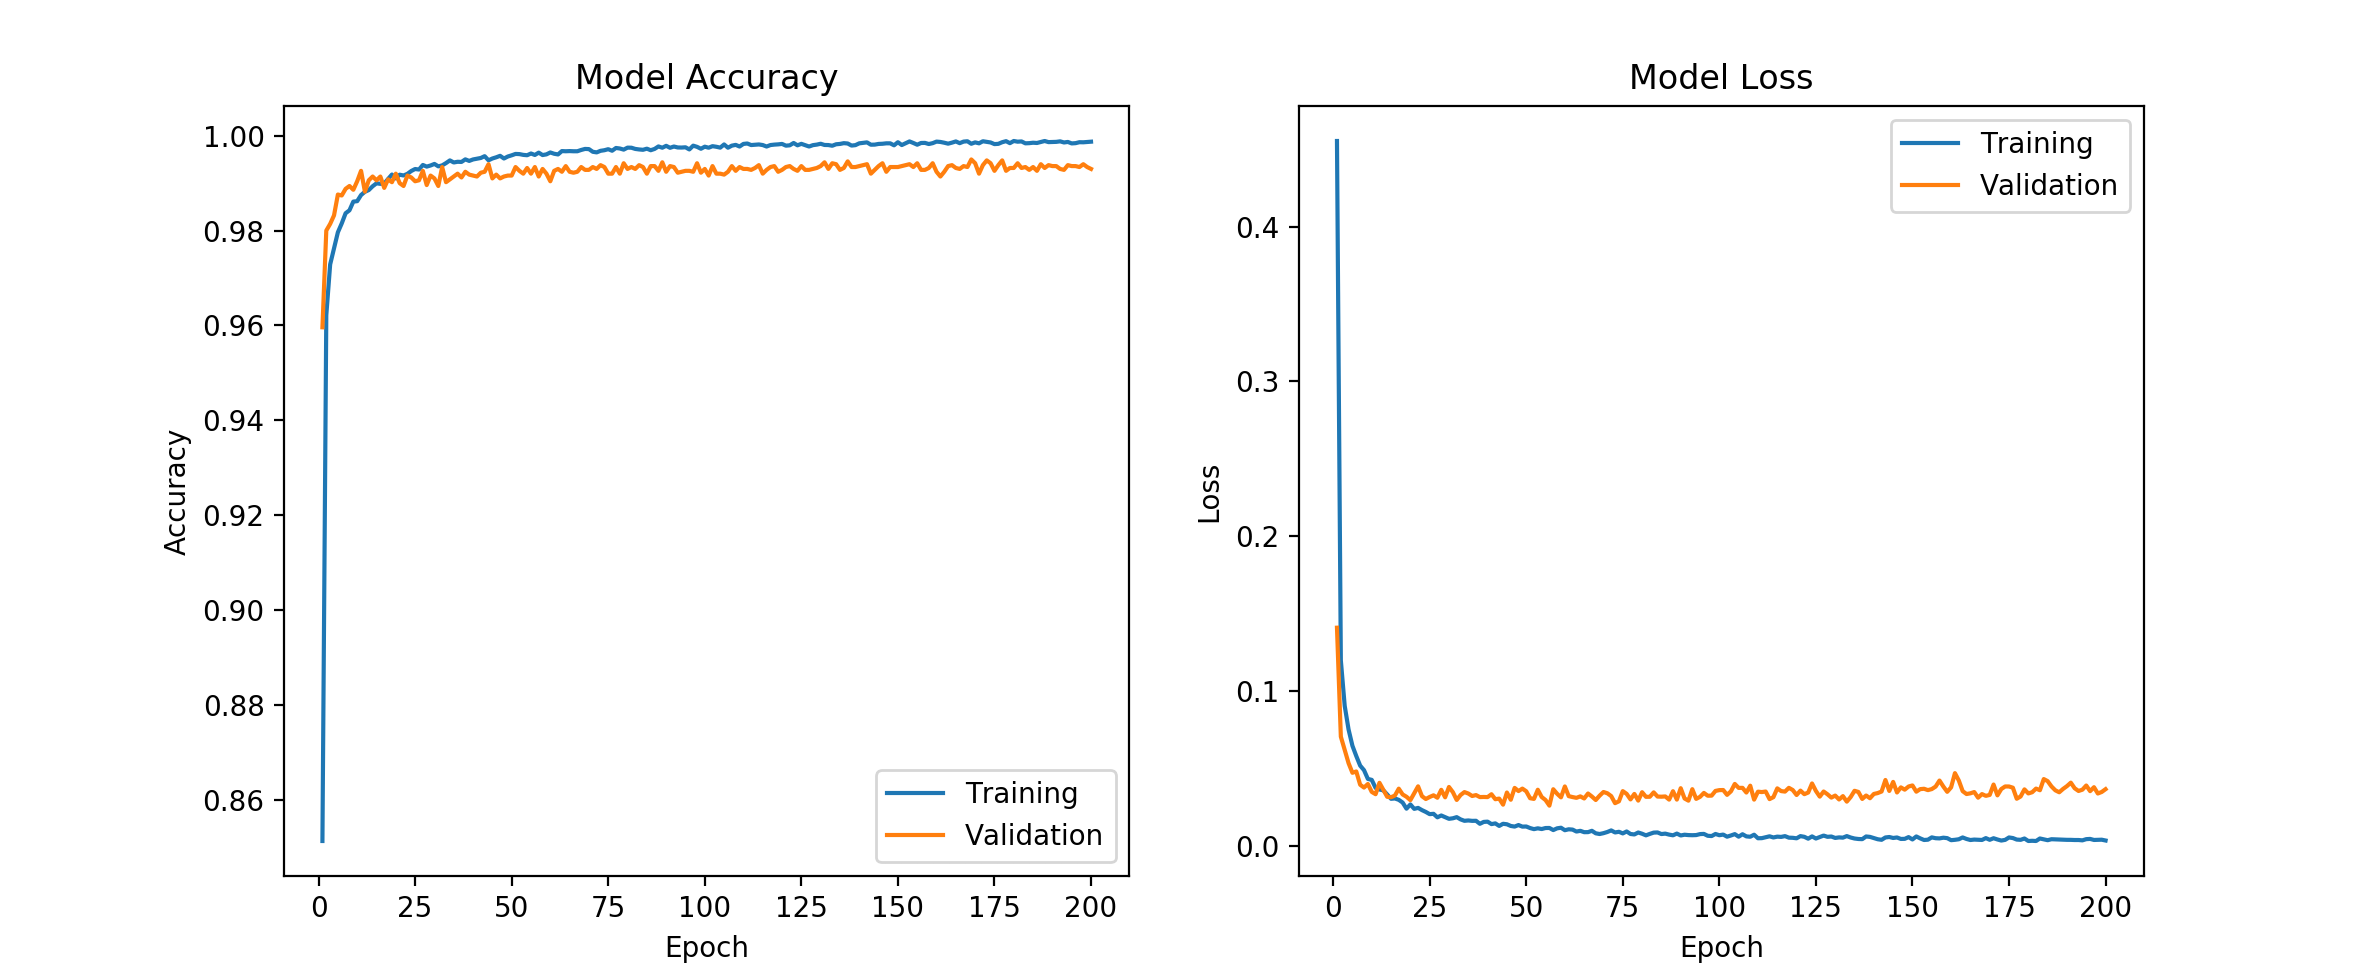 Model Accuracy
1.00
0.98
0.96
0.94
0.92
0.90
0.88
0.86
Accuracy
Training
Validation
0 25 50 75 100 125 150 175 200
Epoch
Model Loss
0.4
0.3
0.2
0.1
0.0
Loss
Training
Validation
0 25 50 75 100 125 150 175 200
Epoch